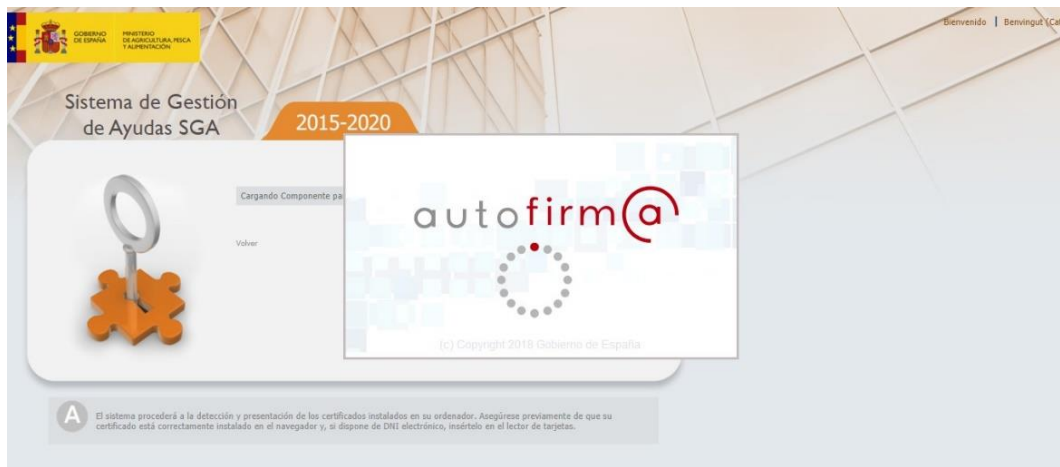 Bienvenido | Benvingut (Ca
GOBIERNO
DE ESPAÑA
MINISTERIO
DE AGRICULTURA, PESCA
Y ALIMENTACIÓN
Sistema de Gestión
de Ayudas SGA
2015-2020
Cargando Componente pa
Volver
autofirm@
(c) Copyright 2018 Gobierno de España
A
El sistema procederá a la detección y presentación de los certificados instalados en su ordenador. Asegúrese previamente de que su
certificado está correctamente instalado en el navegador y, si dispone de DNI electrónico, insértelo en el lector de tarjetas.